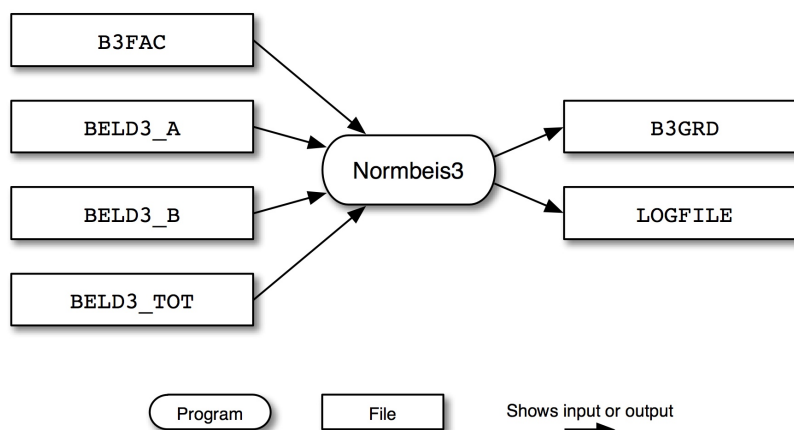 B3FAC
BELD3_A
BELD3_B
BELD3_TOT
Normbeis3
B3GRD
LOGFILE
Program
File
Shows input or output